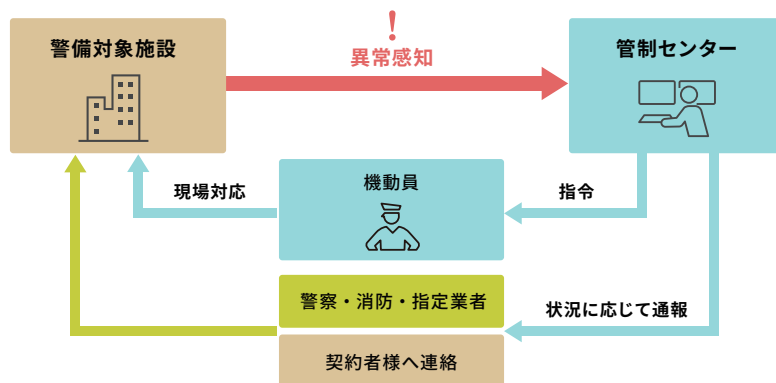 警備対象施設
!
異常感知
管制センター
現場対応
機動員
指令
警察・消防・指定業者
状況に応じて通報
契約者様へ連絡